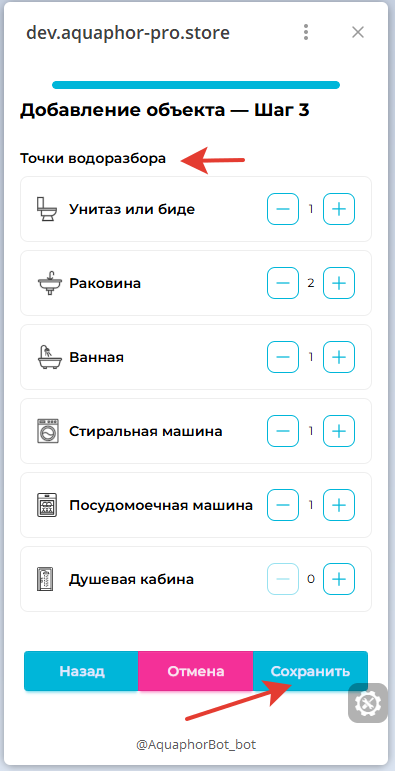 dev.aquaphor-pro.store
Добавление объекта — Шаг 3
Точки водоразбора
Унитаз или биде 1
Раковина 2
Ванная 1
Стиральная машина 1
Посудомоечная машина 1
Душевая кабина 0
Назад Отмена Сохранить
@AquaphorBot_bot